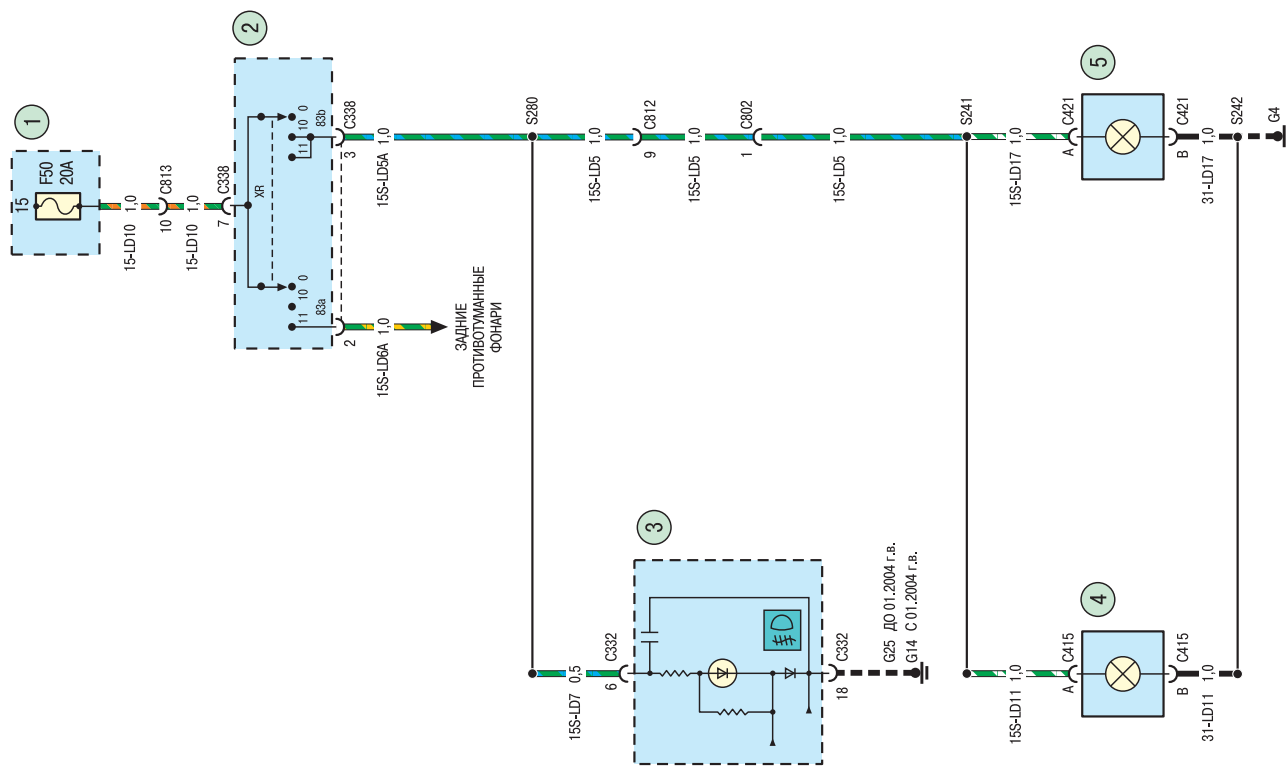 1
15
F50
20A
15-LD10 1,0
10 C813
15-LD10 1,0
7 C338
2
XR
11 10 0
83a
11 10 0
83b
2
3 C338
15S-LD6A 1,0
15S-LD5A 1,0
ЗАДНИЕ
ПРОТИВОТУМАННЫЕ
ФОНАРИ
S280
15S-LD5 1,0
9 C812
15S-LD5 1,0
1 C802
15S-LD5 1,0
15S-LD7 0,5
6 C332
3
18 C332
G25 ДО 01.2004 г.в.
G14 С 01.2004 г.в.
S241
15S-LD11 1,0
15S-LD17 1,0
A C415
A C421
4
5
B C415
B C421
31-LD11 1,0
31-LD17 1,0
S242
G4